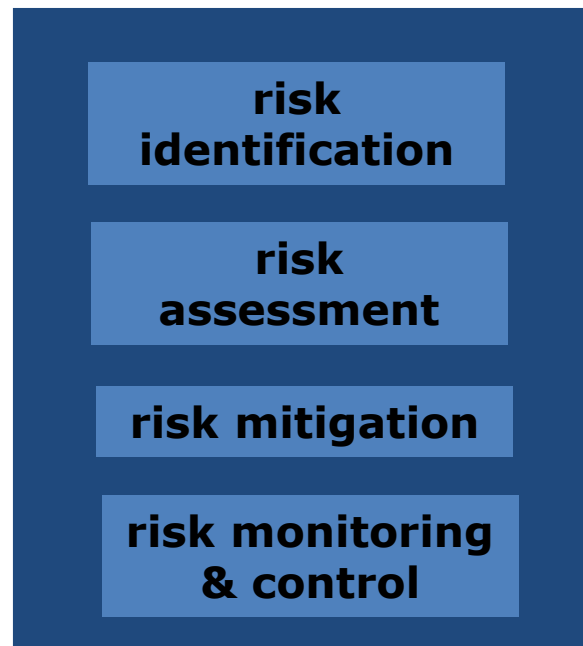 risk
identification
risk
assessment
risk mitigation
risk monitoring
& control